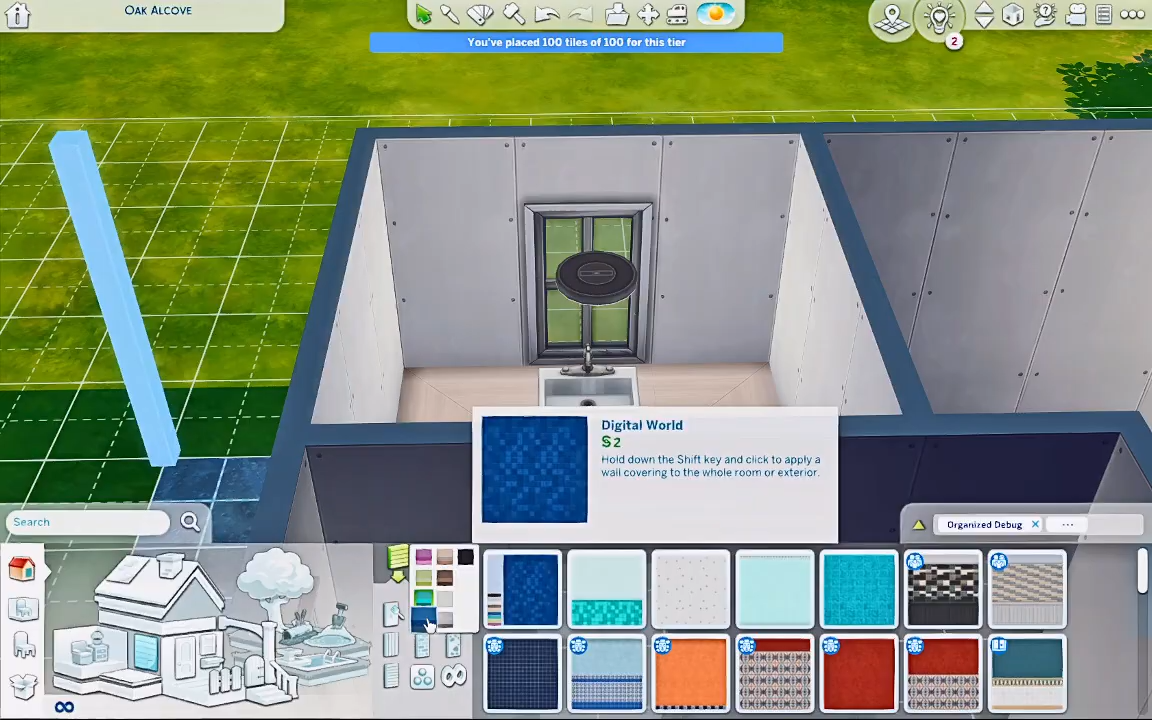 Oak Alcove
2
You've placed 100 tiles of 100 for this tier
Digital World
§2
Hold down the Shift key and click to apply a
wall covering to the whole room or exterior.
Search
Organized Debug